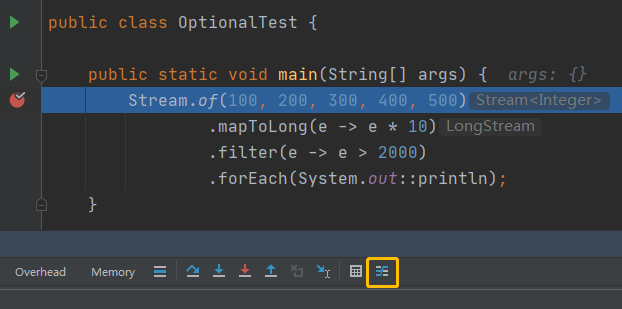 public class OptionalTest {
public static void main(String[] args) { args: {}
Stream.of(100, 200, 300, 400, 500) Stream<Integer>
.mapToLong(e -> e * 10) LongStream
.filter(e -> e > 2000)
.forEach(System.out::println);
}
Overhead Memory